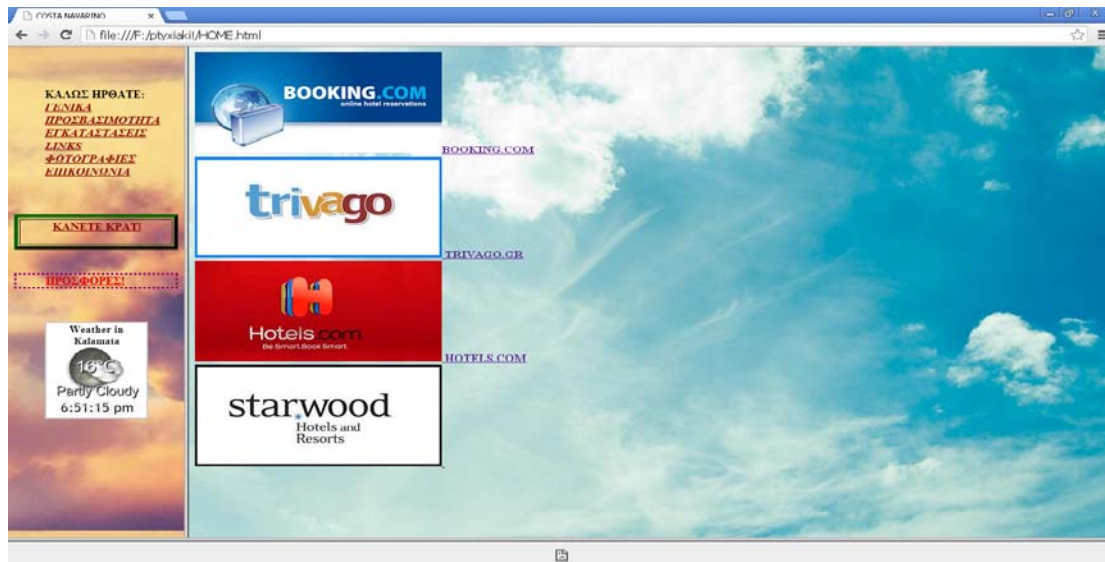 COSTA NAVARINO
file:///F:/ptyxiaki!/HOME.html
ΚΑΛΩΣ ΗΡΘΑΤΕ:
ΓΕΝΙΚΑ
ΠΡΟΣΒΑΣΙΜΟΤΗΤΑ
ΕΓΚΑΤΑΣΤΑΣΕΙΣ
LINKS
ΦΩΤΟΓΡΑΦΙΕΣ
ΕΠΙΚΟΙΝΩΝΙΑ
ΚΑΝΕΤΕ ΚΡΑΤ
ΠΡΟΣΦΟΡΕΣ!
Weather in
Kalamata
16°C
Partly Cloudy
6:51:15 pm
BOOKING.COM
online hotel reservations
BOOKING.COM
trivago
TRIVAGO.GR
H
Hotels.com
Be Smart.Book Smart.
HOTELS.COM
starwood
Hotels and
Resorts